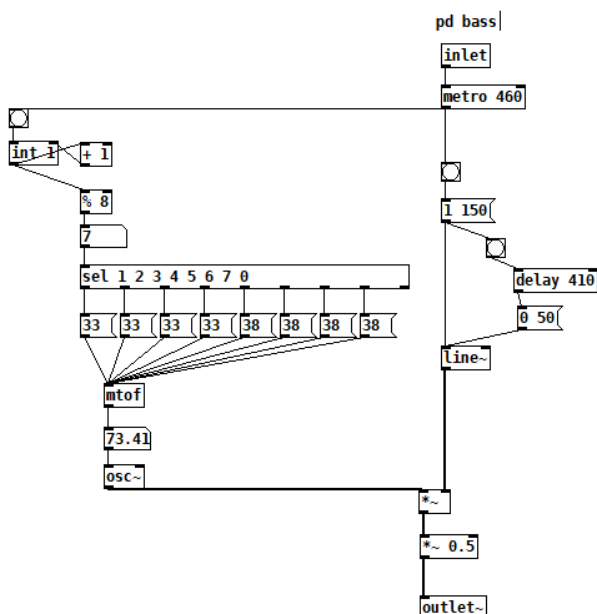 pd bass
inlet
metro 460
int 1
+ 1
% 8
1 150
7
delay 410
sel 1 2 3 4 5 6 7 0
0 50
33 33 33 33 38 38 38 38
line~
mtof
73.41
osc~
*~
*~ 0.5
outlet~